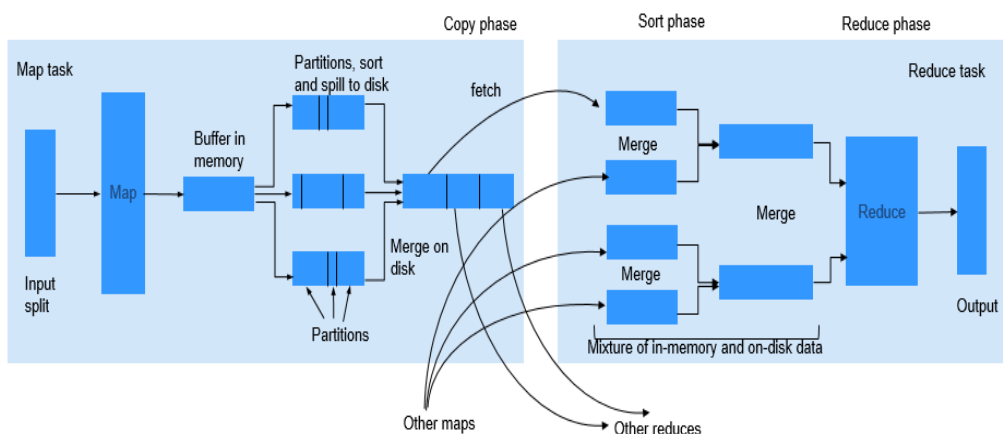 Copy phase
Sort phase
Reduce phase
Map task
Partitions, sort
and spill to disk
fetch
Reduce task
Buffer in
memory
Map
Merge
Merge
Reduce
Merge on
disk
Merge
Input
split
Partitions
Output
Mixture of in-memory and on-disk data
Other maps
Other reduces